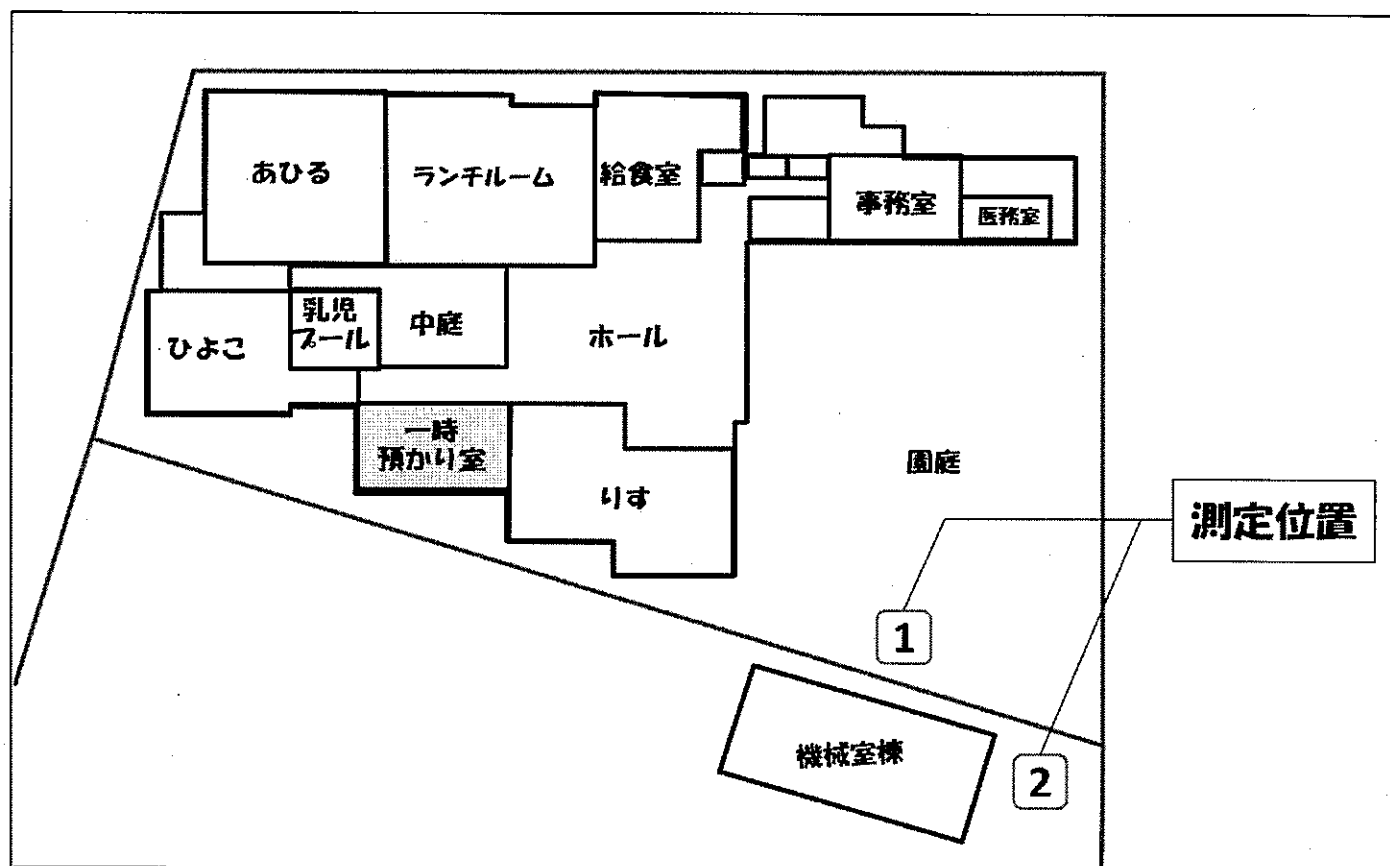 あひる
ランチルーム
給食室
事務室
医務室
乳児
プール
中庭
ひよこ
ホール
一時
預かり室
りす
園庭
測定位置
1
機械室棟
2